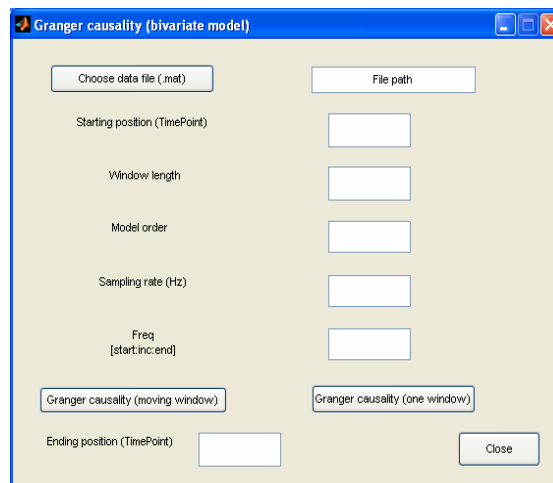 Granger causality (bivariate model)
Choose data file (.mat)
File path
Starting position (TimePoint)
Window length
Model order
Sampling rate (Hz)
Freq
[start:inc:end]
Granger causality (moving window)
Granger causality (one window)
Ending position (TimePoint)
Close